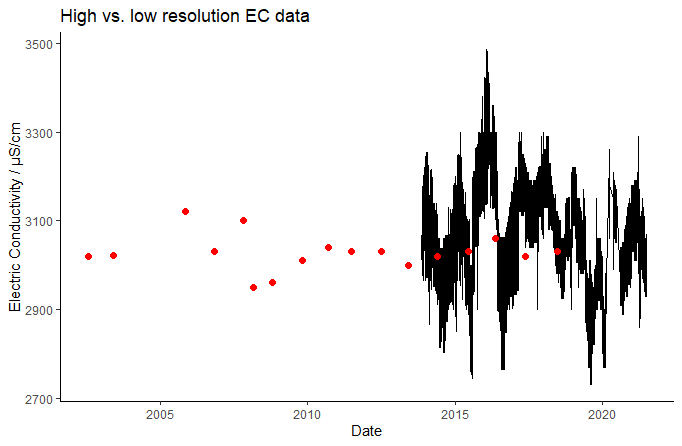 High vs. low resolution EC data
Electric Conductivity / µS/cm
3500
3300
3100
2900
2700
2005 2010 2015 2020
Date